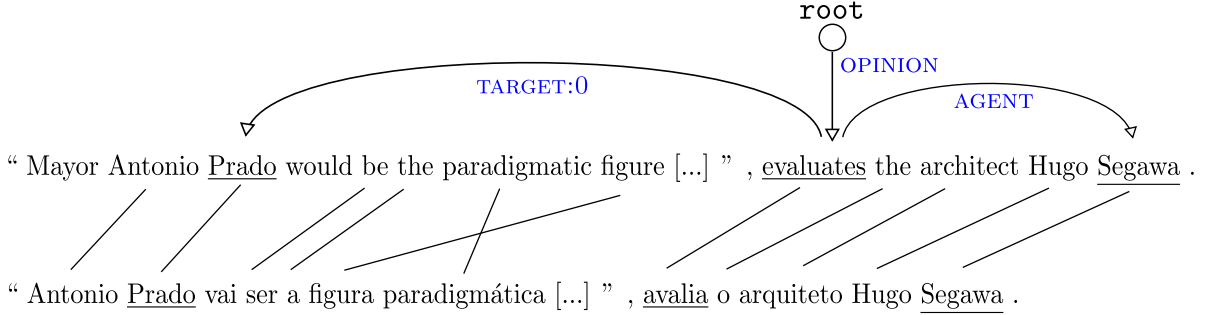 root
OPINION
TARGET:0
AGENT
“ Mayor Antonio Prado would be the paradigmatic figure [...] ” , evaluates the architect Hugo Segawa .
“ Antonio Prado vai ser a figura paradigmática [...] ” , avalia o arquiteto Hugo Segawa .